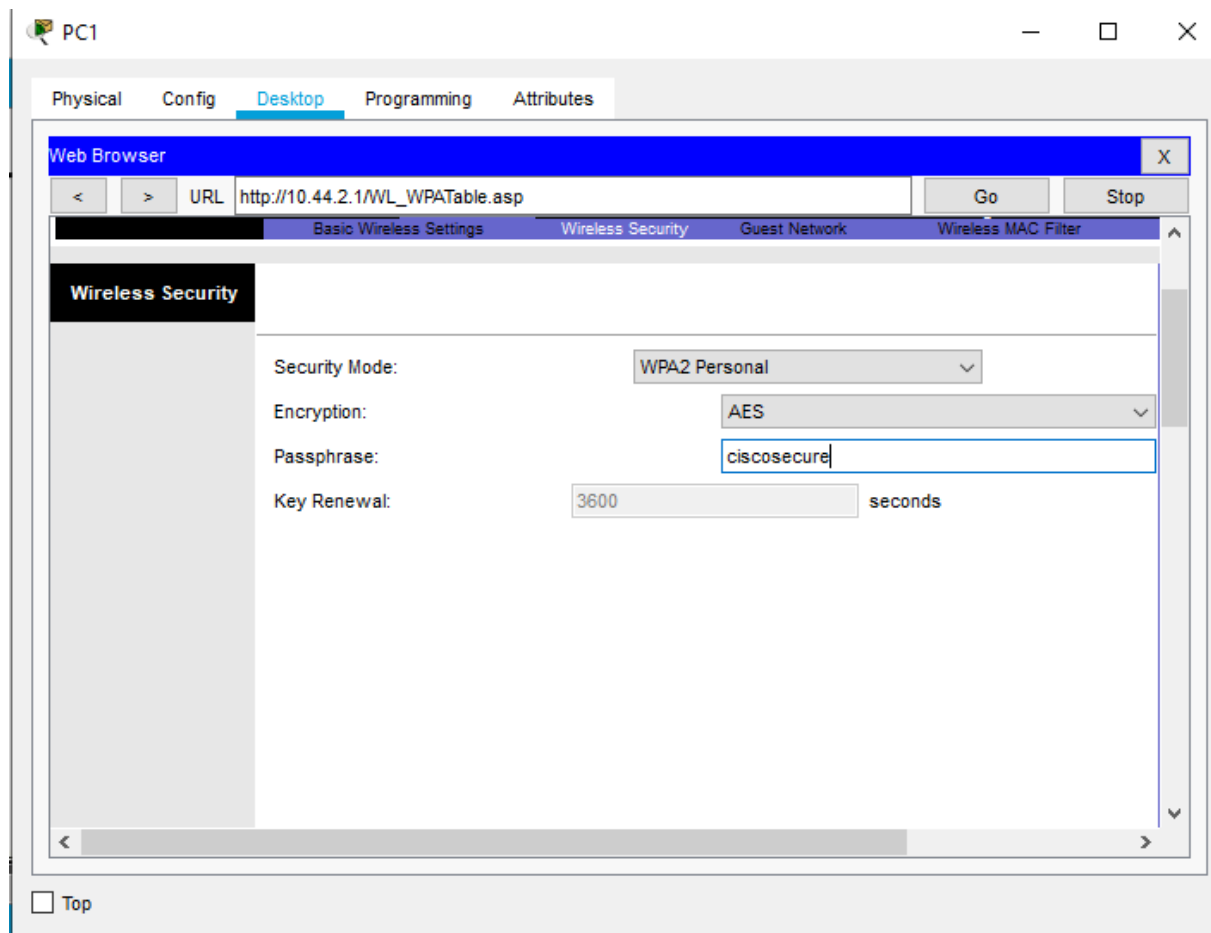 PC1
Physical Config Desktop Programming Attributes
Web Browser X
< > URL http://10.44.2.1/WL_WPATable.asp Go Stop
Basic Wireless Settings Wireless Security Guest Network Wireless MAC Filter
Wireless Security
Security Mode: WPA2 Personal
Encryption: AES
Passphrase: ciscosecure
Key Renewal: 3600 seconds
Top